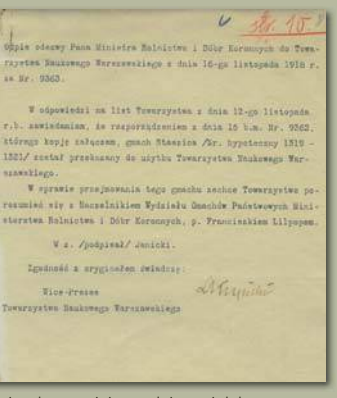 str. 10.
Odpis odezwy Pana Ministra Rolnictwa i Dóbr Koronnych do Towa-
rzystwa Naukowego Warszawskiego z dnia 16-go listopada 1918 r.
za Nr. 9363.
W odpowiedzi na list Towarzystwa z dnia 12-go listopada
r.b. zawiadamiam, że rozporządzeniem z dnia 15 b.m. Nr. 9362,
którego kopję załączam, gmach Staszica /Nr. hypoteczny 1319 -
1321/ został przekazany do użytku Towarzystwa Naukowego War-
szawskiego.
W sprawie przejmowania tego gmachu zechce Towarzystwo po-
rozumieć się z Naczelnikiem Wydziału Gmachów Państwowych Mini-
sterstwa Rolnictwa i Dóbr Koronnych, p. Franciszkiem Lilpopem.
W z. /podpisał/ Janicki.
Zgodność z oryginałem świadczę:
Vice-Prezes
Towarzystwa Naukowego Warszawskiego